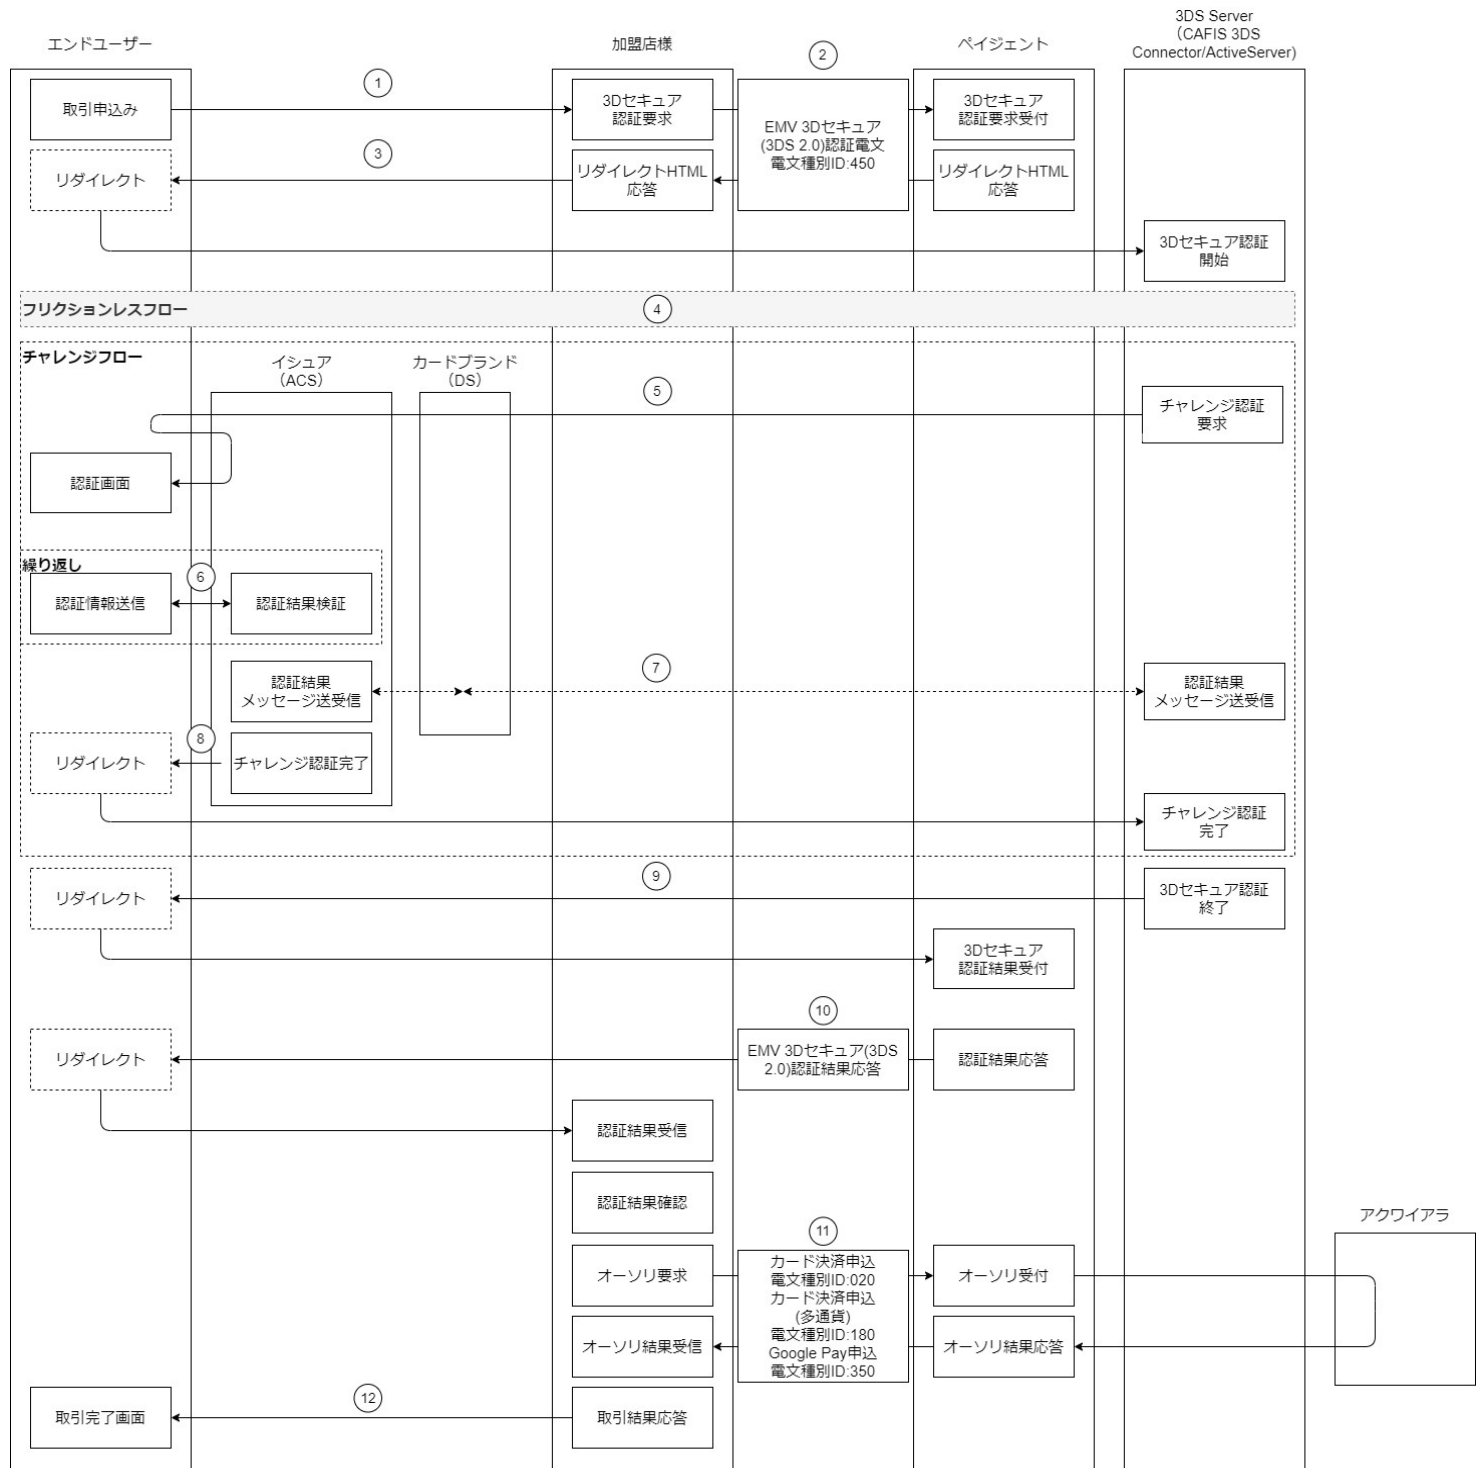 3DS Server
（CAFIS 3DS
Connector/ActiveServer)
エンドユーザー
加盟店様
ペイジェント
①
②
取引申込み
3Dセキュア
認証要求
EMV 3Dセキュア
(3DS 2.0)認証電文
電文種別ID:450
3Dセキュア
認証要求受付
③
リダイレクト
リダイレクトHTML
応答
リダイレクトHTML
応答
3Dセキュア認証
開始
フリクションレスフロー
④
チャレンジフロー
イシュア
（ACS）
カードブランド
（DS）
⑤
チャレンジ認証
要求
認証画面
繰り返し
⑥
認証情報送信
認証結果検証
⑦
認証結果
メッセージ送受信
認証結果
メッセージ送受信
⑧
リダイレクト
チャレンジ認証完了
チャレンジ認証
完了
⑨
リダイレクト
3Dセキュア認証
終了
3Dセキュア
認証結果受付
⑩
リダイレクト
EMV 3Dセキュア(3DS
2.0)認証結果応答
認証結果応答
認証結果受信
認証結果確認
アクワイアラ
⑪
オーソリ要求
カード決済申込
電文種別ID:020
カード決済申込
(多通貨)
電文種別ID:180
Google Pay申込
電文種別ID:350
オーソリ受付
オーソリ結果受信
オーソリ結果応答
⑫
取引完了画面
取引結果応答